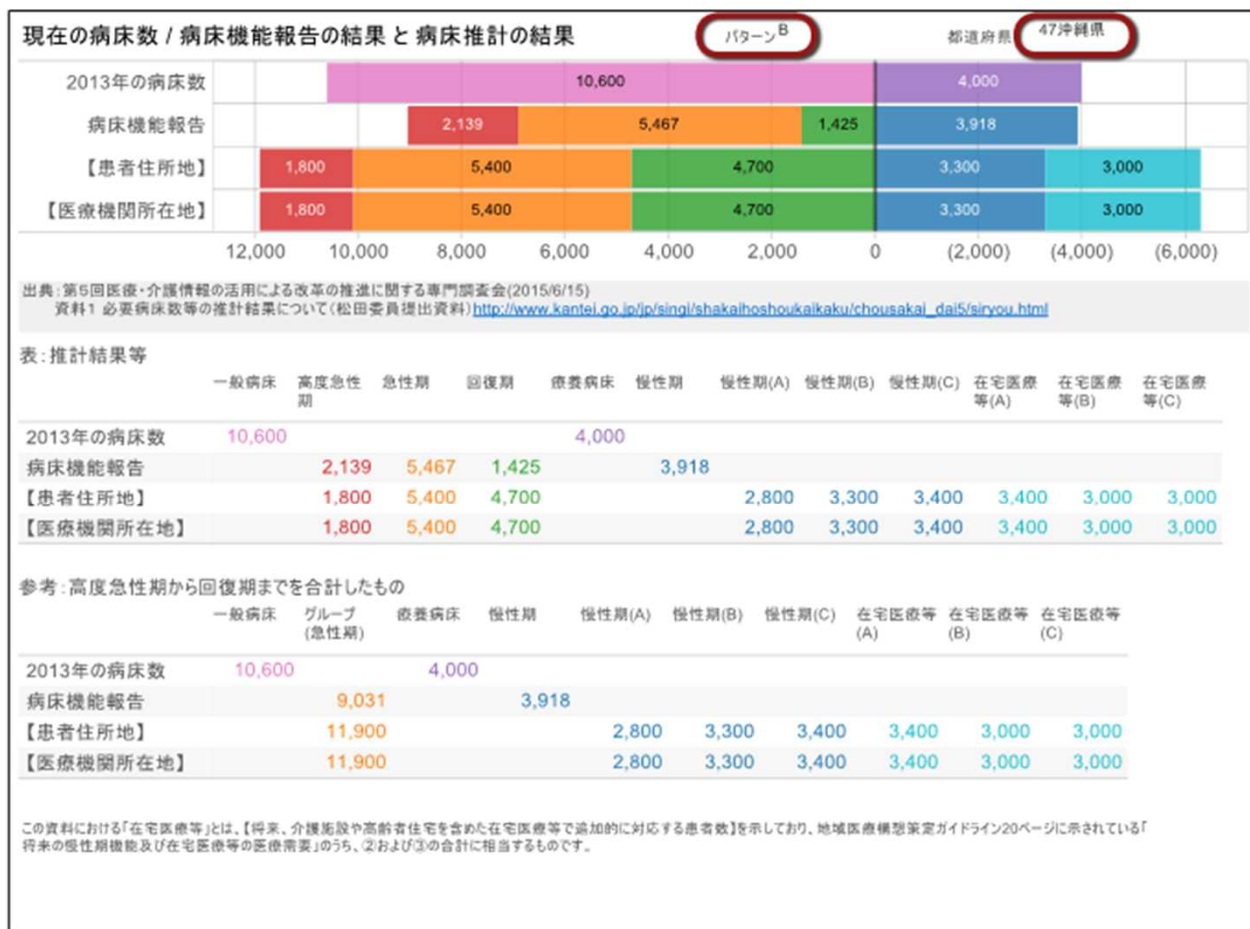 現在の病床数 / 病床機能報告の結果 と 病床推計の結果 パターンB 都道府県 47沖縄県
2013年の病床数 10,600 4,000
病床機能報告 2,139 5,467 1,425 3,918
【患者住所地】 1,800 5,400 4,700 3,300 3,000
【医療機関所在地】 1,800 5,400 4,700 3,300 3,000
12,000 10,000 8,000 6,000 4,000 2,000 0 (2,000) (4,000) (6,000)
出典：第5回医療・介護情報の活用による改革の推進に関する専門調査会(2015/6/15)
資料1 必要病床数等の推計結果について(松田委員提出資料)http://www.kantei.go.jp/jp/singi/shakaihoshoukaikaku/chousakai_dai5/siryou.html
表：推計結果等
一般病床 高度急性期 急性期 回復期 療養病床 慢性期 慢性期(A) 慢性期(B) 慢性期(C) 在宅医療等(A) 在宅医療等(B) 在宅医療等(C)
2013年の病床数 10,600 4,000
病床機能報告 2,139 5,467 1,425 3,918
【患者住所地】 1,800 5,400 4,700 2,800 3,300 3,400 3,400 3,000 3,000
【医療機関所在地】 1,800 5,400 4,700 2,800 3,300 3,400 3,400 3,000 3,000
参考：高度急性期から回復期までを合計したもの
一般病床 グループ(急性期) 療養病床 慢性期 慢性期(A) 慢性期(B) 慢性期(C) 在宅医療等(A) 在宅医療等(B) 在宅医療等(C)
2013年の病床数 10,600 4,000
病床機能報告 9,031 3,918
【患者住所地】 11,900 2,800 3,300 3,400 3,400 3,000 3,000
【医療機関所在地】 11,900 2,800 3,300 3,400 3,400 3,000 3,000
この資料における「在宅医療等」とは、【将来、介護施設や高齢者住宅を含めた在宅医療等で追加的に対応する患者数】を示しており、地域医療構想策定ガイドライン20ページに示されている「
将来の慢性期機能及び在宅医療等の医療需要」のうち、②および③の合計に相当するものです。